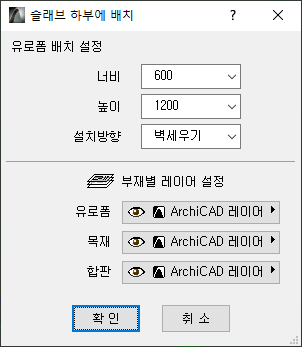 슬래브 하부에 배치 ?
유로폼 배치 설정
너비 600
높이 1200
설치방향 벽세우기
부재별 레이어 설정
유로폼 ArchiCAD 레이어
목재 ArchiCAD 레이어
합판 ArchiCAD 레이어
확 인 취 소